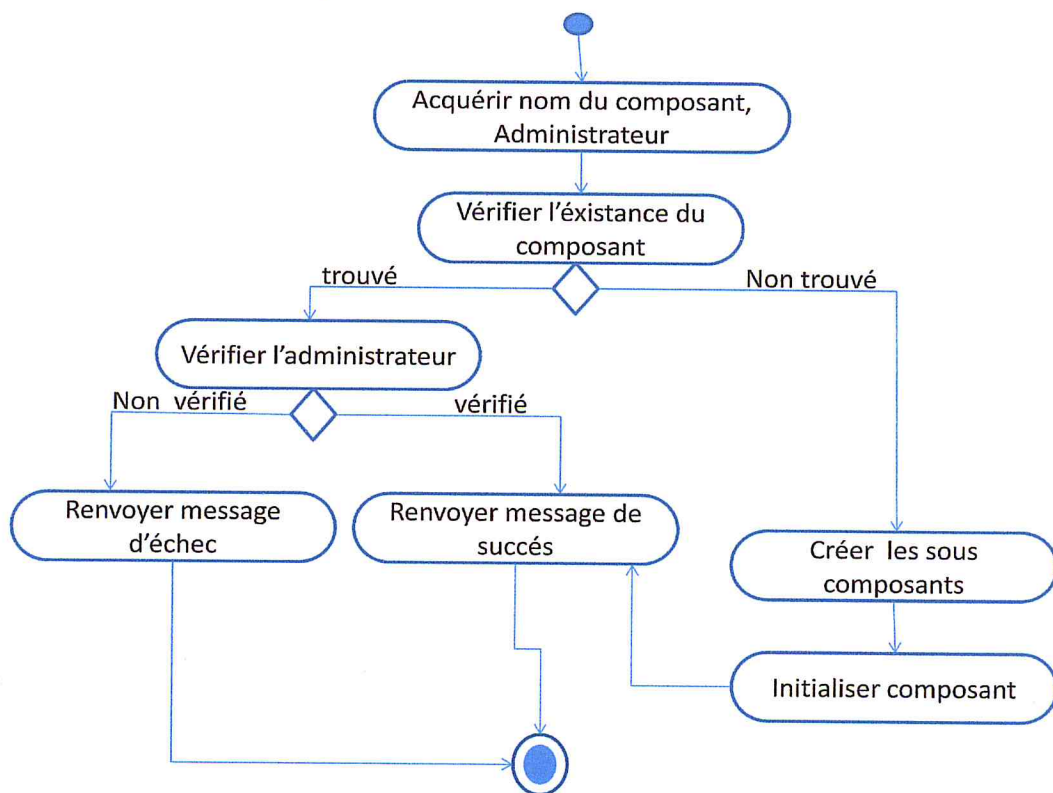 Acquérir nom du composant,
Administrateur
Vérifier l'éxistance du
composant
trouvé
Non trouvé
Vérifier l'administrateur
Non vérifié
vérifié
Renvoyer message
d'échec
Renvoyer message de
succés
Créer les sous
composants
Initialiser composant